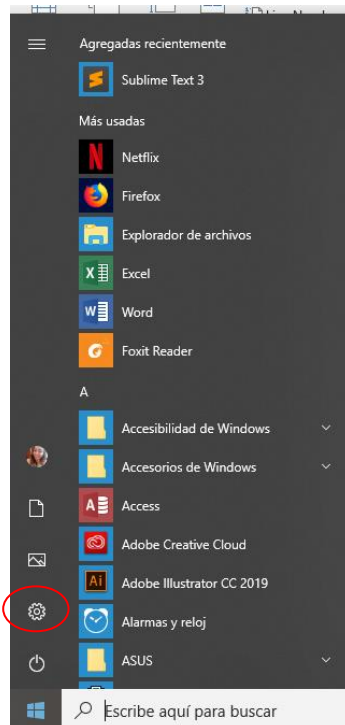 Agregadas recientemente
Sublime Text 3
Más usadas
Netflix
Firefox
Explorador de archivos
Excel
Word
Foxit Reader
A
Accesibilidad de Windows
Accesorios de Windows
Access
Adobe Creative Cloud
Adobe Illustrator CC 2019
Alarmas y reloj
ASUS
Escribe aquí para buscar